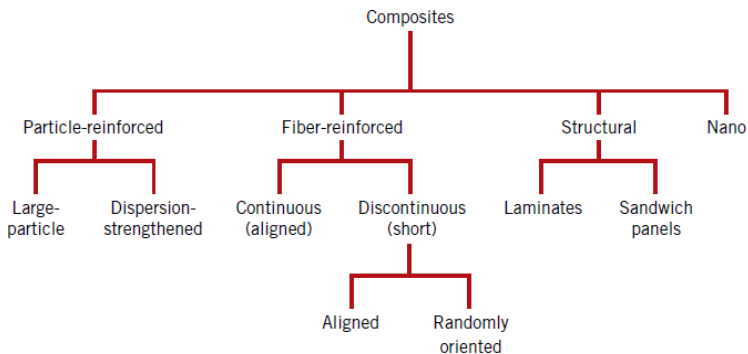 Composites
Particle-reinforced
Fiber-reinforced
Structural
Nano
Large-
particle
Dispersion-
strengthened
Continuous
(aligned)
Discontinuous
(short)
Laminates
Sandwich
panels
Aligned
Randomly
oriented